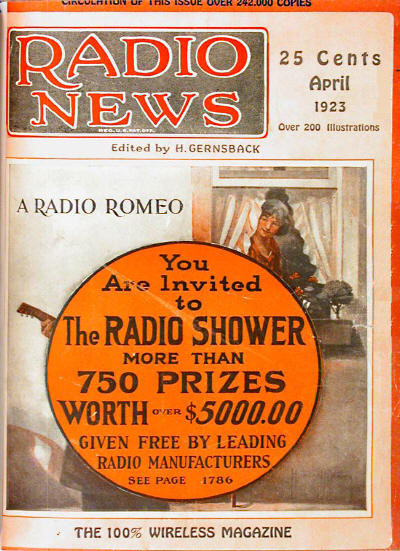 CIRCULATION OF THIS ISSUE OVER 242,000 COPIES
RADIO
NEWS
REG. U.S. PAT. OFF.
25 Cents
April
1923
Over 200 Illustrations
Edited by H. GERNSBACK
A RADIO ROMEO
You
Are Invited
to
The RADIO SHOWER
MORE THAN
750 PRIZES
WORTH OVER $5000.00
GIVEN FREE BY LEADING
RADIO MANUFACTURERS
SEE PAGE 1786
THE 100% WIRELESS MAGAZINE